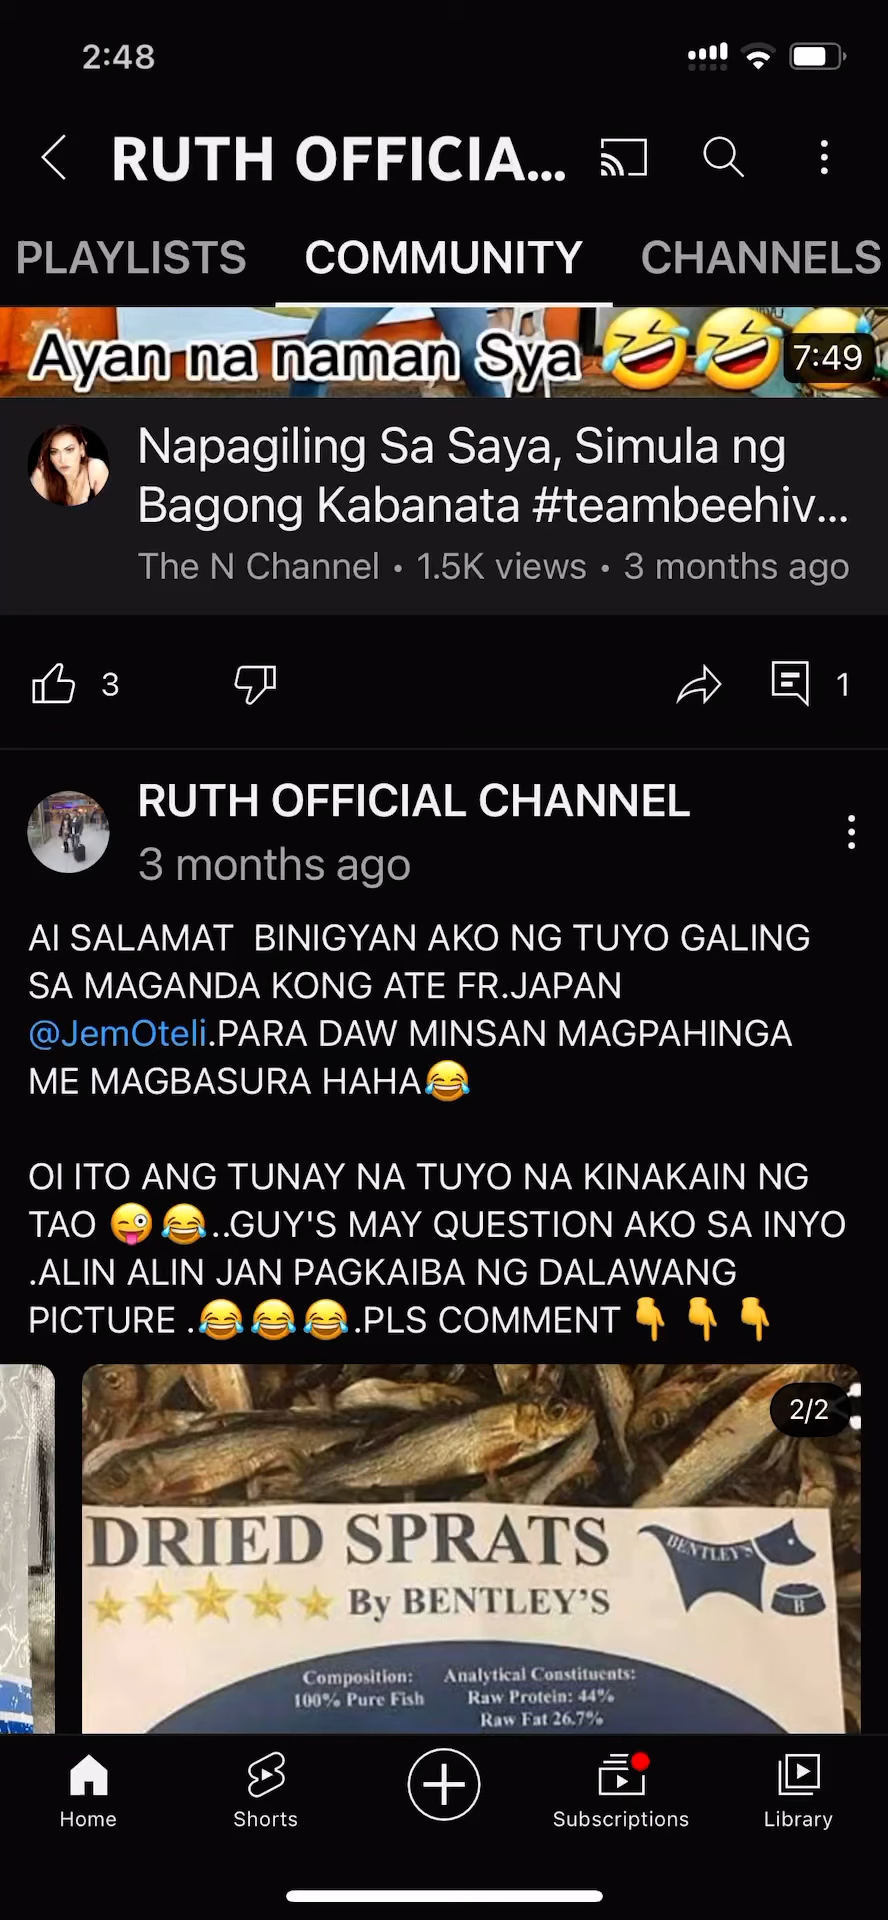 2:48
RUTH OFFICIA...
PLAYLISTS COMMUNITY CHANNELS
Ayan na naman Sya
7:49
Napagiling Sa Saya, Simula ng
Bagong Kabanata #teambeehiv...
The N Channel • 1.5K views • 3 months ago
3
1
RUTH OFFICIAL CHANNEL
3 months ago
AI SALAMAT BINIGYAN AKO NG TUYO GALING
SA MAGANDA KONG ATE FR.JAPAN
@JemOteli.PARA DAW MINSAN MAGPAHINGA
ME MAGBASURA HAHA😂
OI ITO ANG TUNAY NA TUYO NA KINAKAIN NG
TAO 😜😂..GUY'S MAY QUESTION AKO SA INYO
.ALIN ALIN JAN PAGKAIBA NG DALAWANG
PICTURE .😂😂😂.PLS COMMENT👇👇👇
2/2
DRIED SPRATS
BENTLEY'S
By BENTLEY'S
B
Composition: Analytical Constituents:
100% Pure Fish Raw Protein: 44%
Raw Fat 26.7%
Home Shorts Subscriptions Library